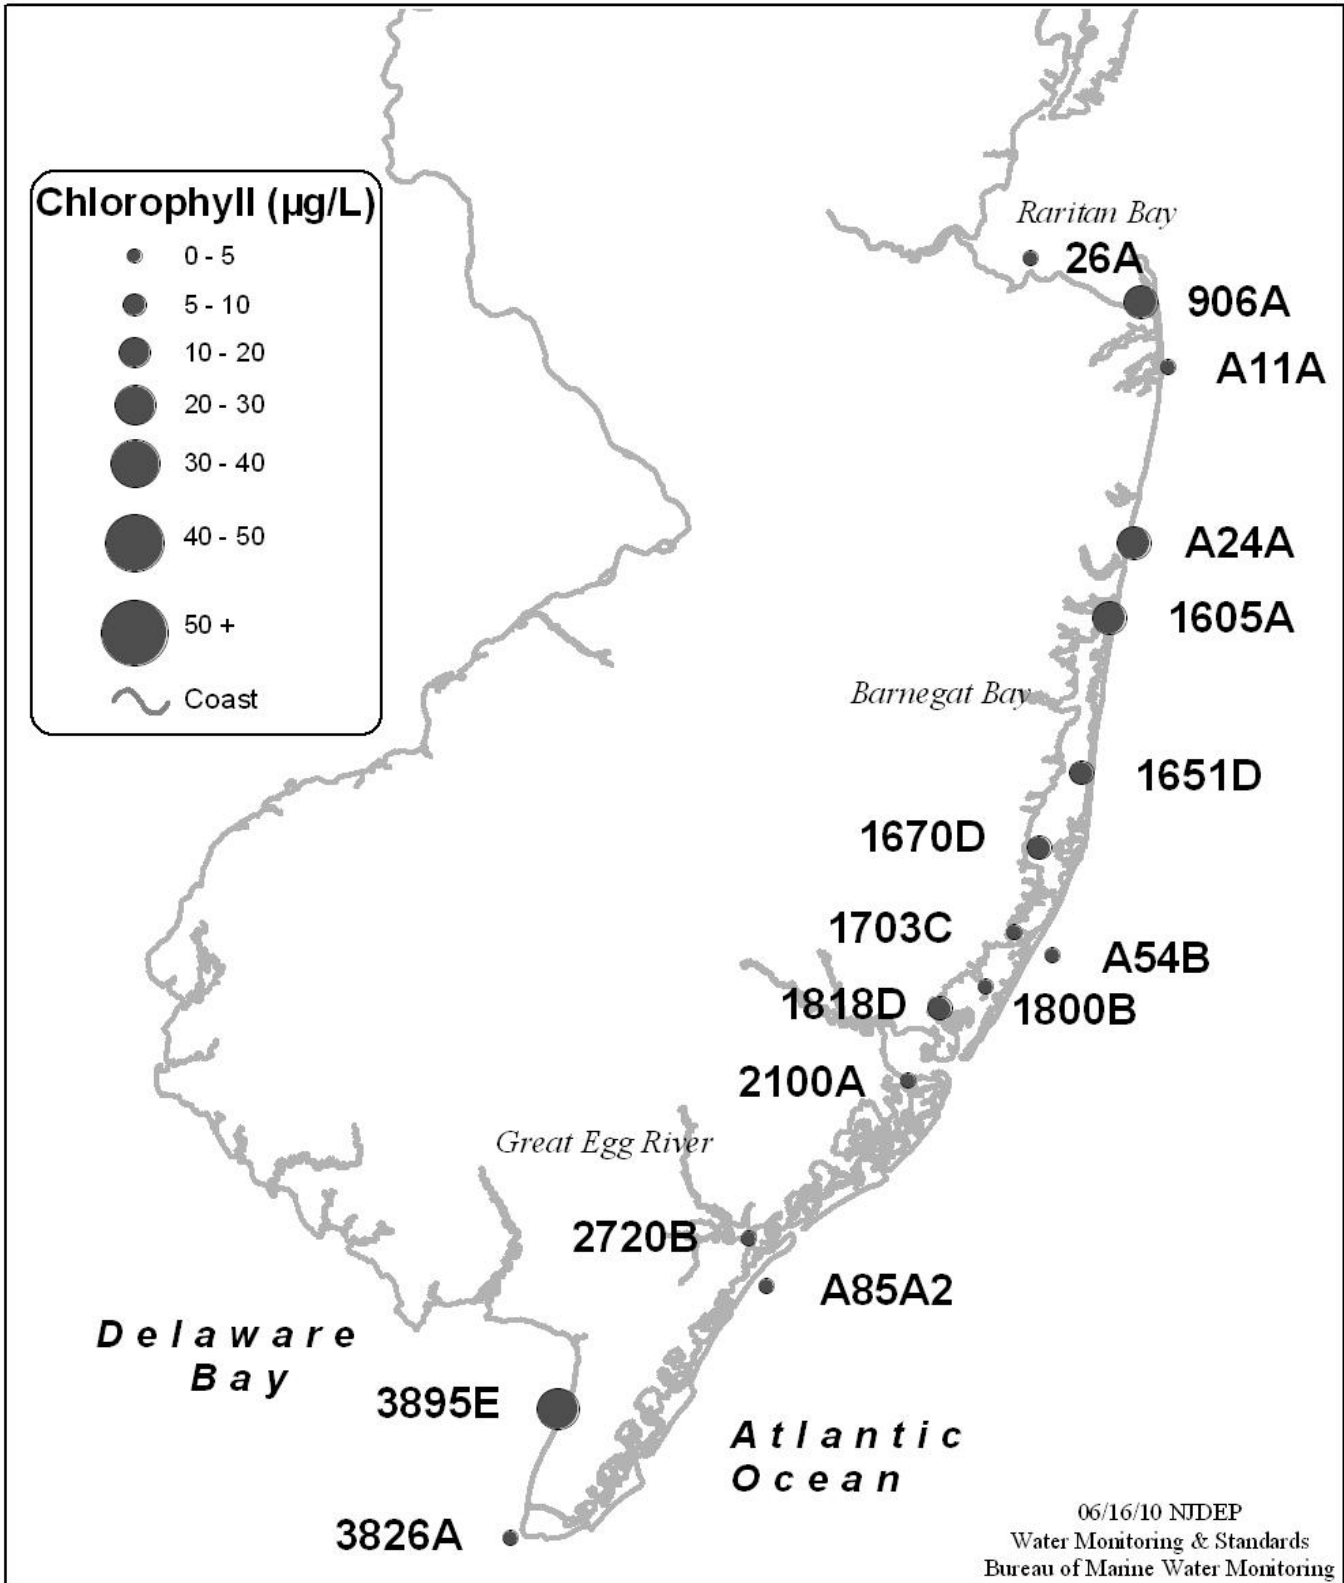 Chlorophyll (µg/L)
0 - 5
5 - 10
10 - 20
20 - 30
30 - 40
40 - 50
50 +
Coast
Raritan Bay
26A
906A
A11A
A24A
1605A
Barnegat Bay
1651D
1670D
1703C
A54B
1818D
1800B
2100A
Great Egg River
2720B
A85A2
Delaware
Bay
3895E
Atlantic
Ocean
3826A
06/16/10 NJDEP
Water Monitoring & Standards
Bureau of Marine Water Monitoring